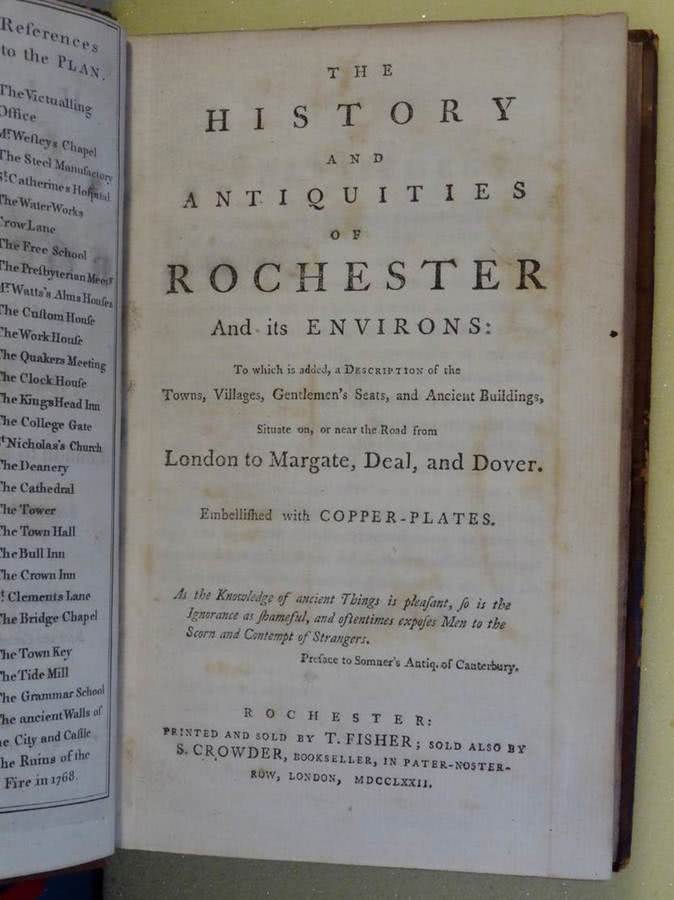 References
to the PLAN.
The Victualling
Office
Mr. Weſleys Chapel
The Steel Manufactory
St. Catherines Hoſpital
The Water Works
Crow Lane
The Free School
The Preſbyterian Meeg
Mr. Watts's Alms Houſes
The Cuſtom Houſe
The Work Houſe
The Quakers Meeting
The Clock Houſe
The Kings Head Inn
The College Gate
St. Nicholas's Church
The Deanery
The Cathedral
The Tower
The Town Hall
The Bull Inn
The Crown Inn
St. Clements Lane
The Bridge Chapel
The Town Key
The Tide Mill
The Grammar School
The ancient Walls of
the City and Caſtle
The Ruins of the
Fire in 1768.
THE
HISTORY
AND
ANTIQUITIES
OF
ROCHESTER
And its ENVIRONS:
To which is added, a DESCRIPTION of the
Towns, Villages, Gentlemen's Seats, and Ancient Buildings,
Situate on, or near the Road from
London to Margate, Deal, and Dover.
Embelliſhed with COPPER-PLATES.
As the Knowledge of ancient Things is pleaſant, ſo is the
Ignorance as ſhameful, and oftentimes expoſes Men to the
Scorn and Contempt of Strangers.
Preface to Somner's Antiq. of Canterbury.
ROCHESTER:
PRINTED AND SOLD BY T. FISHER; SOLD ALSO BY
S. CROWDER, BOOKSELLER, IN PATER-NOSTER-
ROW, LONDON, MDCCLXXII.